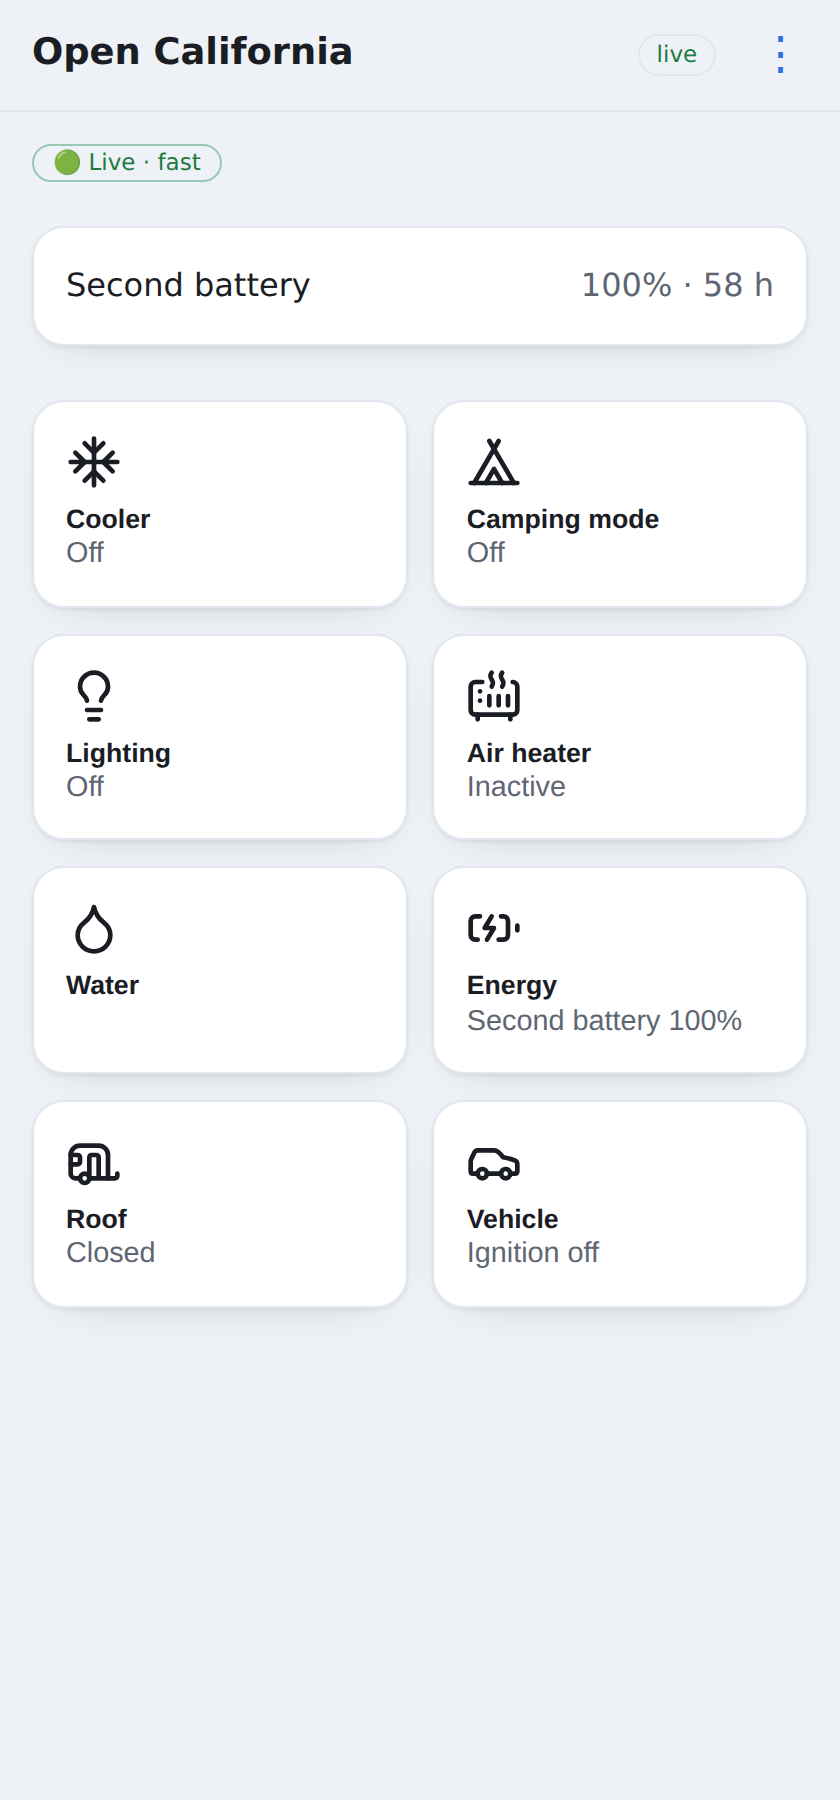 Open California
live
🟢 Live · fast
Second battery
100% · 58 h
Cooler
Off
Camping mode
Off
Lighting
Off
Air heater
Inactive
Water
Energy
Second battery 100%
Roof
Closed
Vehicle
Ignition off